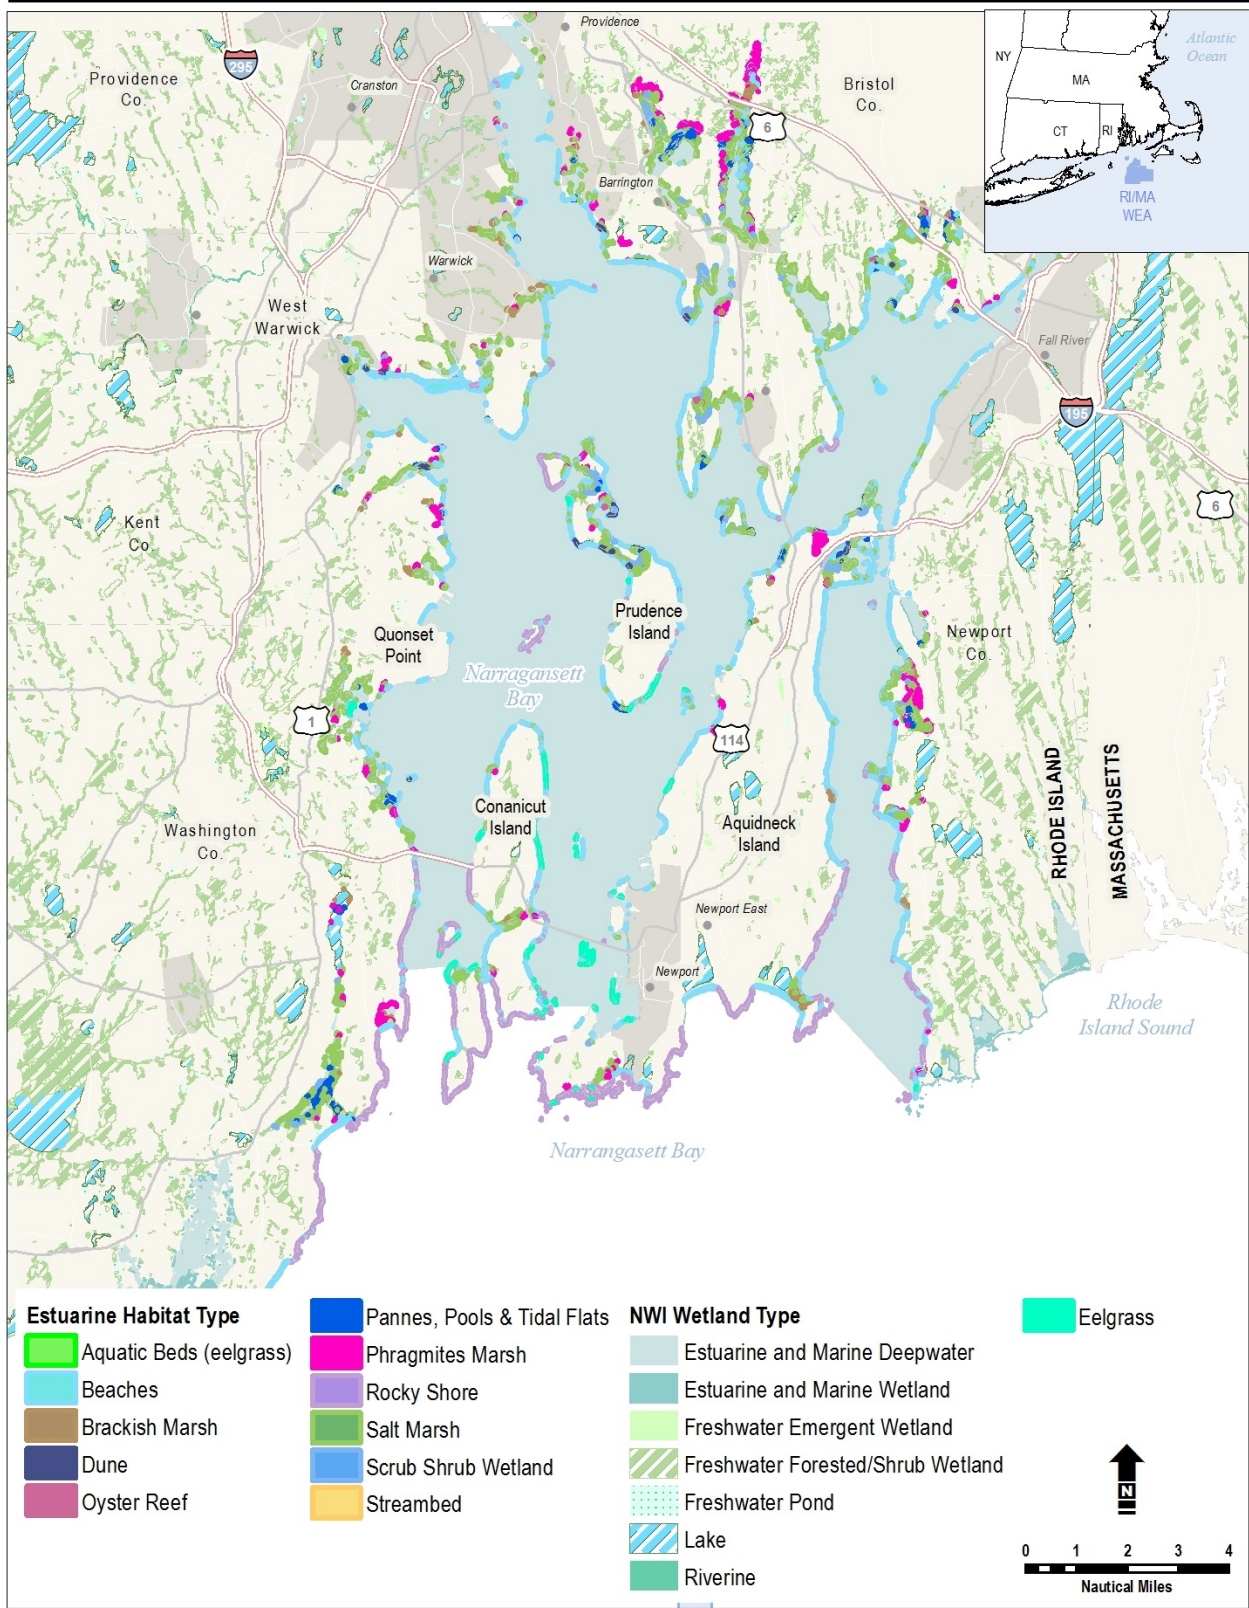 Providence
295
Providence
Co.
Cranston
Bristol
Co.
6
Barrington
Warwick
West
Warwick
Fall River
195
6
Kent
Co.
Prudence
Island
Quonset
Point
Newport
Co.
Narragansett
Bay
1
114
Conanicut
Island
Aquidneck
Island
Washington
Co.
RHODE ISLAND
MASSACHUSETTS
Newport East
Newport
Rhode
Island Sound
Narrangasett Bay
NY
MA
CT
RI
Atlantic
Ocean
RI/MA
WEA
Estuarine Habitat Type
Aquatic Beds (eelgrass)
Beaches
Brackish Marsh
Dune
Oyster Reef
Pannes, Pools & Tidal Flats
Phragmites Marsh
Rocky Shore
Salt Marsh
Scrub Shrub Wetland
Streambed
NWI Wetland Type
Estuarine and Marine Deepwater
Estuarine and Marine Wetland
Freshwater Emergent Wetland
Freshwater Forested/Shrub Wetland
Freshwater Pond
Lake
Riverine
Eelgrass
N
0 1 2 3 4
Nautical Miles